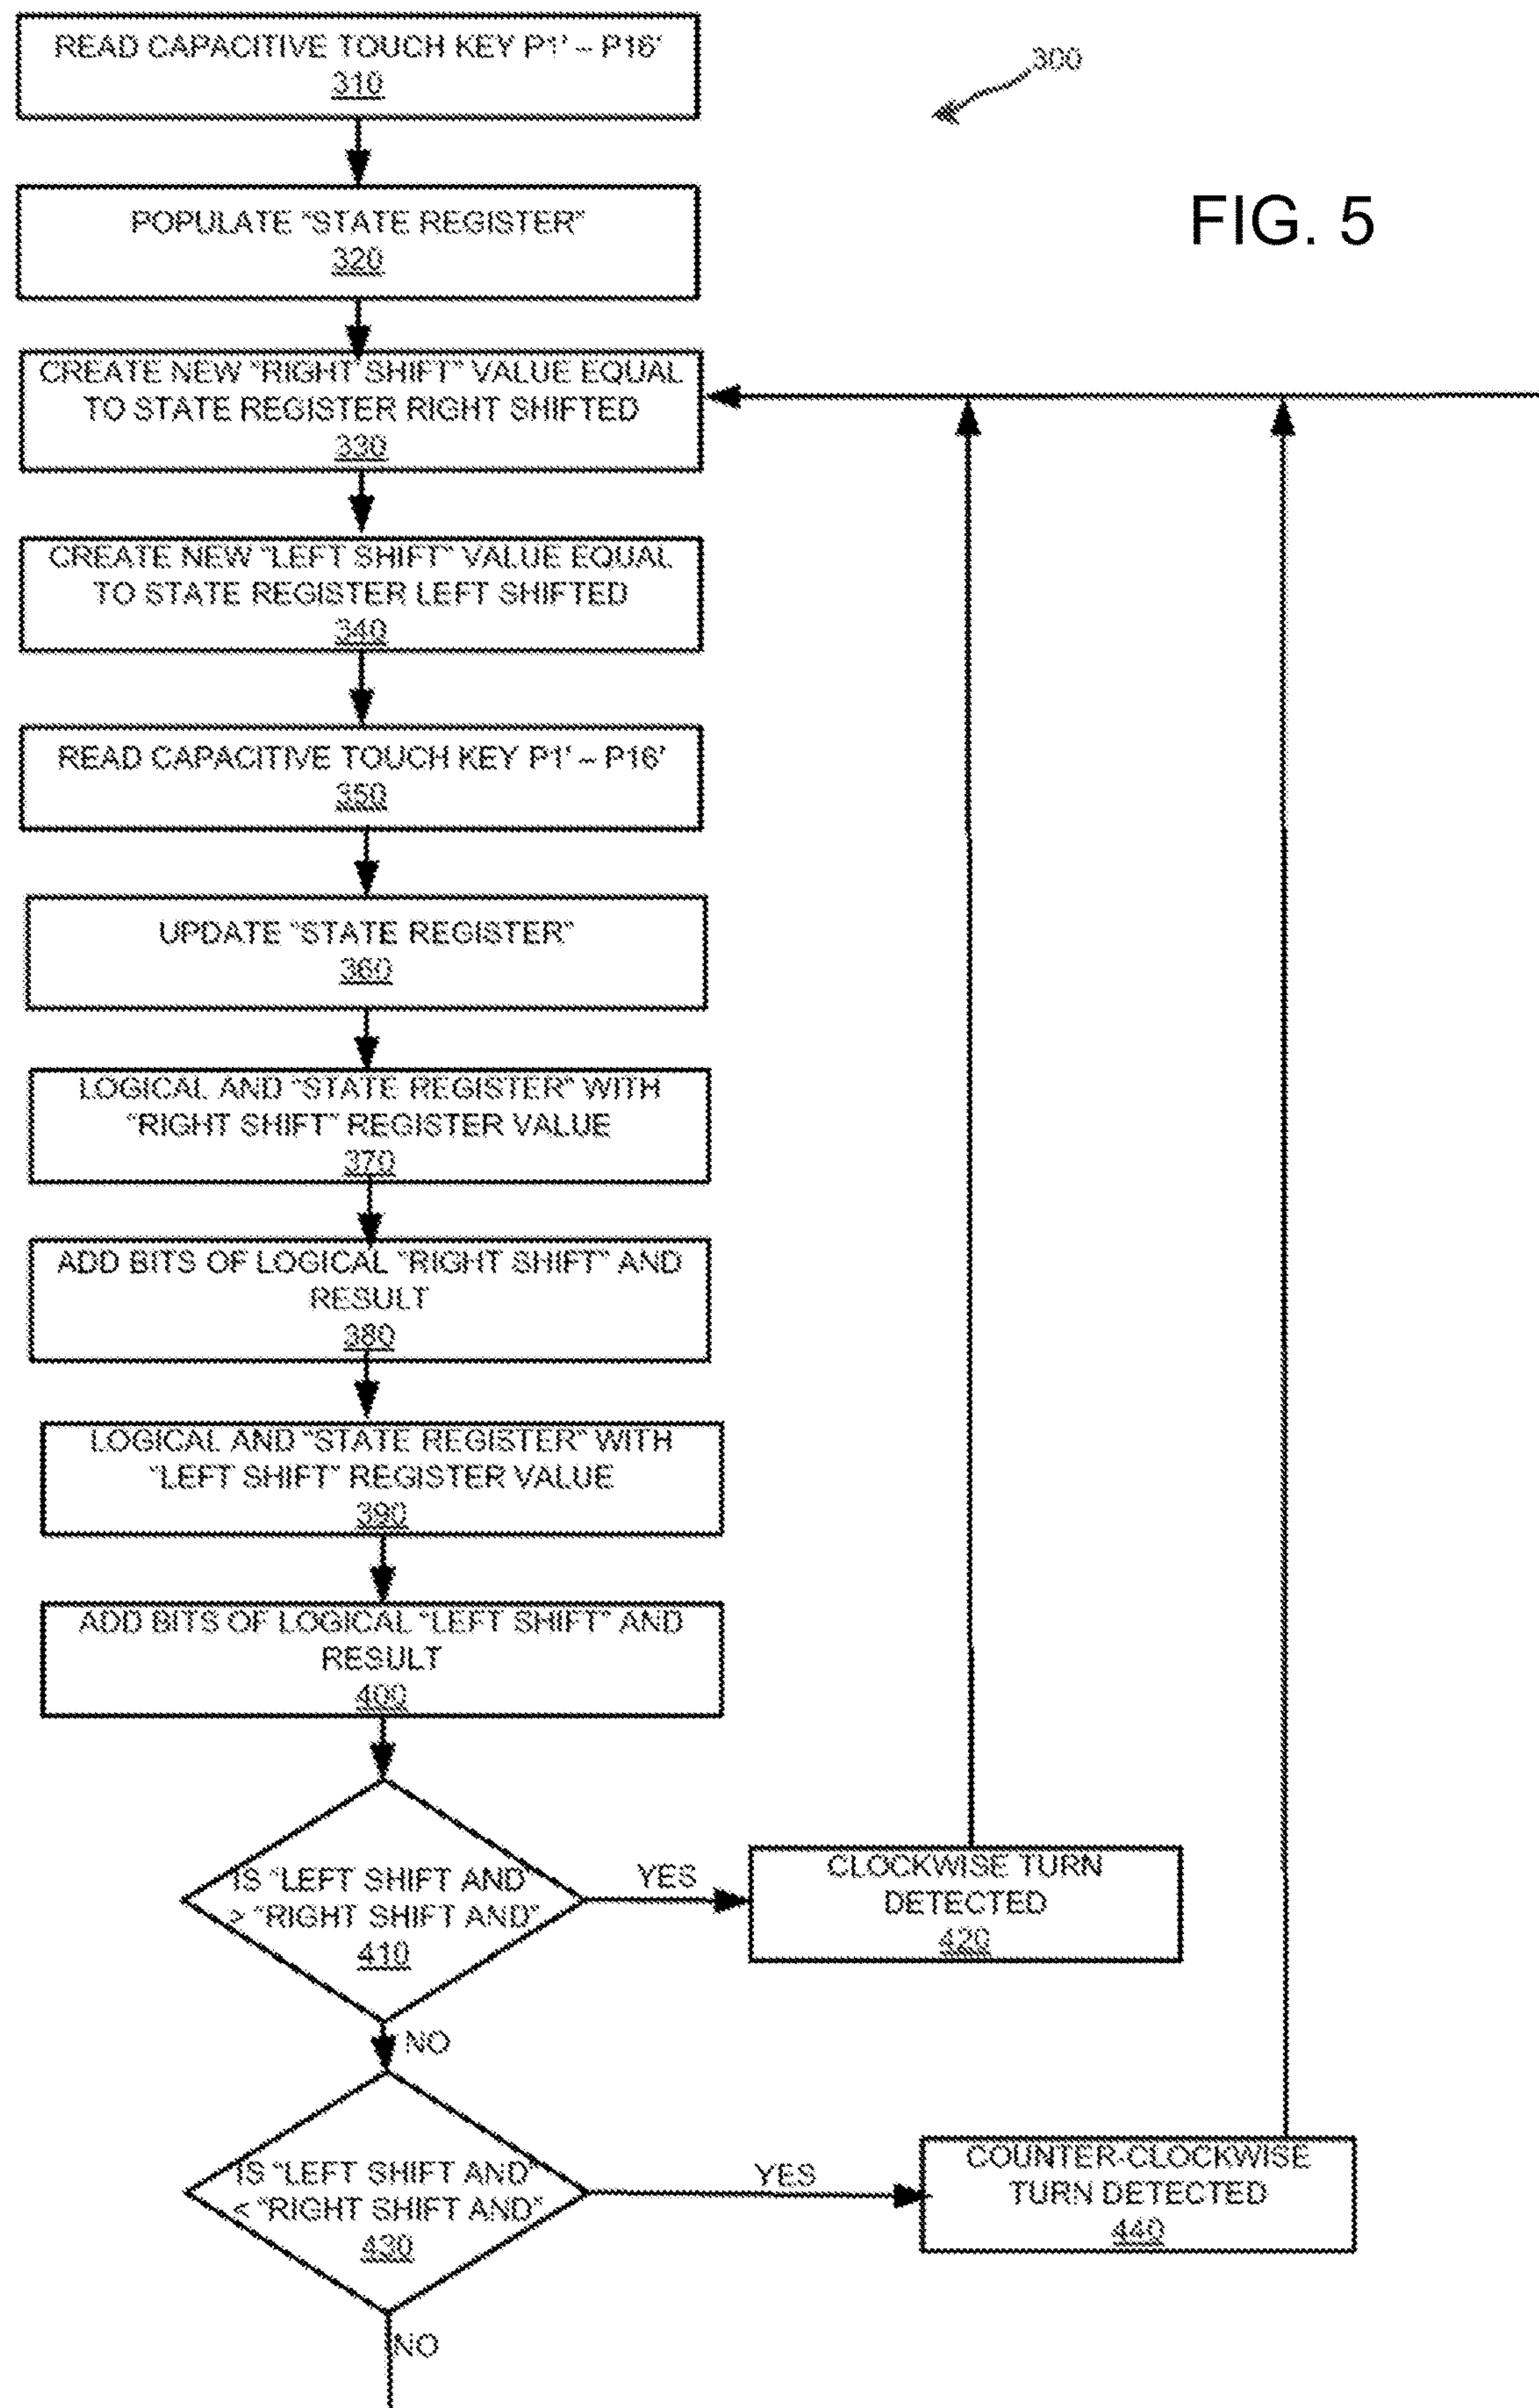 READ CAPACITIVE TOUCH KEY P1' – P16'
310
300
POPULATE "STATE REGISTER"
320
FIG. 5
CREATE NEW "RIGHT SHIFT" VALUE EQUAL
TO STATE REGISTER RIGHT SHIFTED
330
CREATE NEW "LEFT SHIFT" VALUE EQUAL
TO STATE REGISTER LEFT SHIFTED
340
READ CAPACITIVE TOUCH KEY P1' – P16'
350
UPDATE "STATE REGISTER"
360
LOGICAL AND "STATE REGISTER" WITH
"RIGHT SHIFT" REGISTER VALUE
370
ADD BITS OF LOGICAL "RIGHT SHIFT" AND
RESULT
380
LOGICAL AND "STATE REGISTER" WITH
"LEFT SHIFT" REGISTER VALUE
390
ADD BITS OF LOGICAL "LEFT SHIFT" AND
RESULT
400
IS "LEFT SHIFT AND"
> "RIGHT SHIFT AND"
410
YES
CLOCKWISE TURN
DETECTED
420
NO
IS "LEFT SHIFT AND"
< "RIGHT SHIFT AND"
430
YES
COUNTER-CLOCKWISE
TURN DETECTED
440
NO